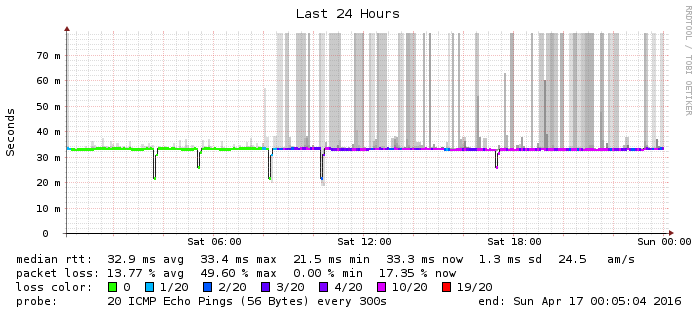 Last 24 Hours
RRDTOOL / TOBI OETIKER
Seconds
70 m
60 m
50 m
40 m
30 m
20 m
10 m
0
Sat 06:00 Sat 12:00 Sat 18:00 Sun 00:00
median rtt: 32.9 ms avg 33.4 ms max 21.5 ms min 33.3 ms now 1.3 ms sd 24.5 am/s
packet loss: 13.77 % avg 49.60 % max 0.00 % min 17.35 % now
loss color: 0 1/20 2/20 3/20 4/20 10/20 19/20
probe: 20 ICMP Echo Pings (56 Bytes) every 300s end: Sun Apr 17 00:05:04 2016